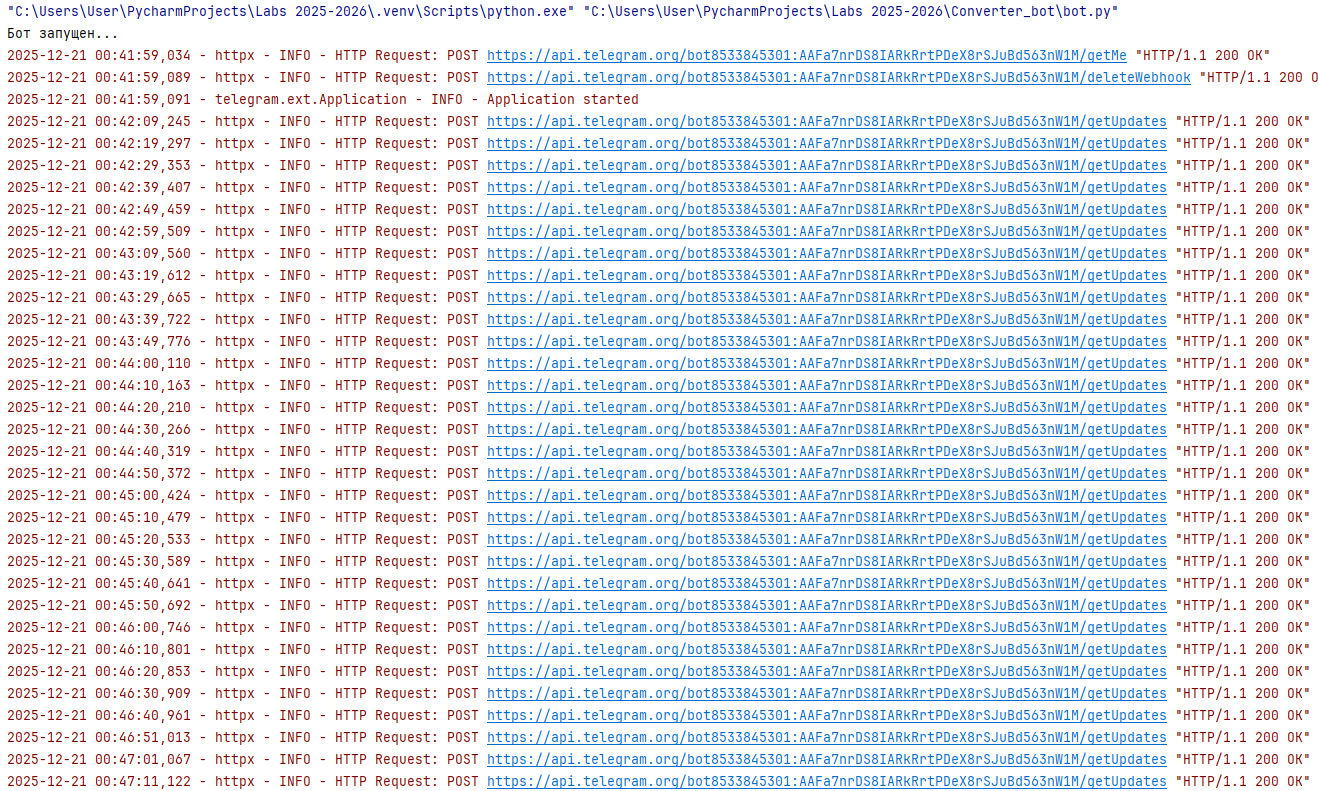 "C:\Users\User\PycharmProjects\Labs 2025-2026\.venv\Scripts\python.exe" "C:\Users\User\PycharmProjects\Labs 2025-2026\Converter_bot\bot.py"
Бот запущен...
2025-12-21 00:41:59,034 - httpx - INFO - HTTP Request: POST https://api.telegram.org/bot8533845301:AAFa7nrDS8IARkRrtPDeX8rSJuBd563nW1M/getMe "HTTP/1.1 200 OK"
2025-12-21 00:41:59,089 - httpx - INFO - HTTP Request: POST https://api.telegram.org/bot8533845301:AAFa7nrDS8IARkRrtPDeX8rSJuBd563nW1M/deleteWebhook "HTTP/1.1 200 O
2025-12-21 00:41:59,091 - telegram.ext.Application - INFO - Application started
2025-12-21 00:42:09,245 - httpx - INFO - HTTP Request: POST https://api.telegram.org/bot8533845301:AAFa7nrDS8IARkRrtPDeX8rSJuBd563nW1M/getUpdates "HTTP/1.1 200 OK"
2025-12-21 00:42:19,297 - httpx - INFO - HTTP Request: POST https://api.telegram.org/bot8533845301:AAFa7nrDS8IARkRrtPDeX8rSJuBd563nW1M/getUpdates "HTTP/1.1 200 OK"
2025-12-21 00:42:29,353 - httpx - INFO - HTTP Request: POST https://api.telegram.org/bot8533845301:AAFa7nrDS8IARkRrtPDeX8rSJuBd563nW1M/getUpdates "HTTP/1.1 200 OK"
2025-12-21 00:42:39,407 - httpx - INFO - HTTP Request: POST https://api.telegram.org/bot8533845301:AAFa7nrDS8IARkRrtPDeX8rSJuBd563nW1M/getUpdates "HTTP/1.1 200 OK"
2025-12-21 00:42:49,459 - httpx - INFO - HTTP Request: POST https://api.telegram.org/bot8533845301:AAFa7nrDS8IARkRrtPDeX8rSJuBd563nW1M/getUpdates "HTTP/1.1 200 OK"
2025-12-21 00:42:59,509 - httpx - INFO - HTTP Request: POST https://api.telegram.org/bot8533845301:AAFa7nrDS8IARkRrtPDeX8rSJuBd563nW1M/getUpdates "HTTP/1.1 200 OK"
2025-12-21 00:43:09,560 - httpx - INFO - HTTP Request: POST https://api.telegram.org/bot8533845301:AAFa7nrDS8IARkRrtPDeX8rSJuBd563nW1M/getUpdates "HTTP/1.1 200 OK"
2025-12-21 00:43:19,612 - httpx - INFO - HTTP Request: POST https://api.telegram.org/bot8533845301:AAFa7nrDS8IARkRrtPDeX8rSJuBd563nW1M/getUpdates "HTTP/1.1 200 OK"
2025-12-21 00:43:29,665 - httpx - INFO - HTTP Request: POST https://api.telegram.org/bot8533845301:AAFa7nrDS8IARkRrtPDeX8rSJuBd563nW1M/getUpdates "HTTP/1.1 200 OK"
2025-12-21 00:43:39,722 - httpx - INFO - HTTP Request: POST https://api.telegram.org/bot8533845301:AAFa7nrDS8IARkRrtPDeX8rSJuBd563nW1M/getUpdates "HTTP/1.1 200 OK"
2025-12-21 00:43:49,776 - httpx - INFO - HTTP Request: POST https://api.telegram.org/bot8533845301:AAFa7nrDS8IARkRrtPDeX8rSJuBd563nW1M/getUpdates "HTTP/1.1 200 OK"
2025-12-21 00:44:00,110 - httpx - INFO - HTTP Request: POST https://api.telegram.org/bot8533845301:AAFa7nrDS8IARkRrtPDeX8rSJuBd563nW1M/getUpdates "HTTP/1.1 200 OK"
2025-12-21 00:44:10,163 - httpx - INFO - HTTP Request: POST https://api.telegram.org/bot8533845301:AAFa7nrDS8IARkRrtPDeX8rSJuBd563nW1M/getUpdates "HTTP/1.1 200 OK"
2025-12-21 00:44:20,210 - httpx - INFO - HTTP Request: POST https://api.telegram.org/bot8533845301:AAFa7nrDS8IARkRrtPDeX8rSJuBd563nW1M/getUpdates "HTTP/1.1 200 OK"
2025-12-21 00:44:30,266 - httpx - INFO - HTTP Request: POST https://api.telegram.org/bot8533845301:AAFa7nrDS8IARkRrtPDeX8rSJuBd563nW1M/getUpdates "HTTP/1.1 200 OK"
2025-12-21 00:44:40,319 - httpx - INFO - HTTP Request: POST https://api.telegram.org/bot8533845301:AAFa7nrDS8IARkRrtPDeX8rSJuBd563nW1M/getUpdates "HTTP/1.1 200 OK"
2025-12-21 00:44:50,372 - httpx - INFO - HTTP Request: POST https://api.telegram.org/bot8533845301:AAFa7nrDS8IARkRrtPDeX8rSJuBd563nW1M/getUpdates "HTTP/1.1 200 OK"
2025-12-21 00:45:00,424 - httpx - INFO - HTTP Request: POST https://api.telegram.org/bot8533845301:AAFa7nrDS8IARkRrtPDeX8rSJuBd563nW1M/getUpdates "HTTP/1.1 200 OK"
2025-12-21 00:45:10,479 - httpx - INFO - HTTP Request: POST https://api.telegram.org/bot8533845301:AAFa7nrDS8IARkRrtPDeX8rSJuBd563nW1M/getUpdates "HTTP/1.1 200 OK"
2025-12-21 00:45:20,533 - httpx - INFO - HTTP Request: POST https://api.telegram.org/bot8533845301:AAFa7nrDS8IARkRrtPDeX8rSJuBd563nW1M/getUpdates "HTTP/1.1 200 OK"
2025-12-21 00:45:30,589 - httpx - INFO - HTTP Request: POST https://api.telegram.org/bot8533845301:AAFa7nrDS8IARkRrtPDeX8rSJuBd563nW1M/getUpdates "HTTP/1.1 200 OK"
2025-12-21 00:45:40,641 - httpx - INFO - HTTP Request: POST https://api.telegram.org/bot8533845301:AAFa7nrDS8IARkRrtPDeX8rSJuBd563nW1M/getUpdates "HTTP/1.1 200 OK"
2025-12-21 00:45:50,692 - httpx - INFO - HTTP Request: POST https://api.telegram.org/bot8533845301:AAFa7nrDS8IARkRrtPDeX8rSJuBd563nW1M/getUpdates "HTTP/1.1 200 OK"
2025-12-21 00:46:00,746 - httpx - INFO - HTTP Request: POST https://api.telegram.org/bot8533845301:AAFa7nrDS8IARkRrtPDeX8rSJuBd563nW1M/getUpdates "HTTP/1.1 200 OK"
2025-12-21 00:46:10,801 - httpx - INFO - HTTP Request: POST https://api.telegram.org/bot8533845301:AAFa7nrDS8IARkRrtPDeX8rSJuBd563nW1M/getUpdates "HTTP/1.1 200 OK"
2025-12-21 00:46:20,853 - httpx - INFO - HTTP Request: POST https://api.telegram.org/bot8533845301:AAFa7nrDS8IARkRrtPDeX8rSJuBd563nW1M/getUpdates "HTTP/1.1 200 OK"
2025-12-21 00:46:30,909 - httpx - INFO - HTTP Request: POST https://api.telegram.org/bot8533845301:AAFa7nrDS8IARkRrtPDeX8rSJuBd563nW1M/getUpdates "HTTP/1.1 200 OK"
2025-12-21 00:46:40,961 - httpx - INFO - HTTP Request: POST https://api.telegram.org/bot8533845301:AAFa7nrDS8IARkRrtPDeX8rSJuBd563nW1M/getUpdates "HTTP/1.1 200 OK"
2025-12-21 00:46:51,013 - httpx - INFO - HTTP Request: POST https://api.telegram.org/bot8533845301:AAFa7nrDS8IARkRrtPDeX8rSJuBd563nW1M/getUpdates "HTTP/1.1 200 OK"
2025-12-21 00:47:01,067 - httpx - INFO - HTTP Request: POST https://api.telegram.org/bot8533845301:AAFa7nrDS8IARkRrtPDeX8rSJuBd563nW1M/getUpdates "HTTP/1.1 200 OK"
2025-12-21 00:47:11,122 - httpx - INFO - HTTP Request: POST https://api.telegram.org/bot8533845301:AAFa7nrDS8IARkRrtPDeX8rSJuBd563nW1M/getUpdates "HTTP/1.1 200 OK"